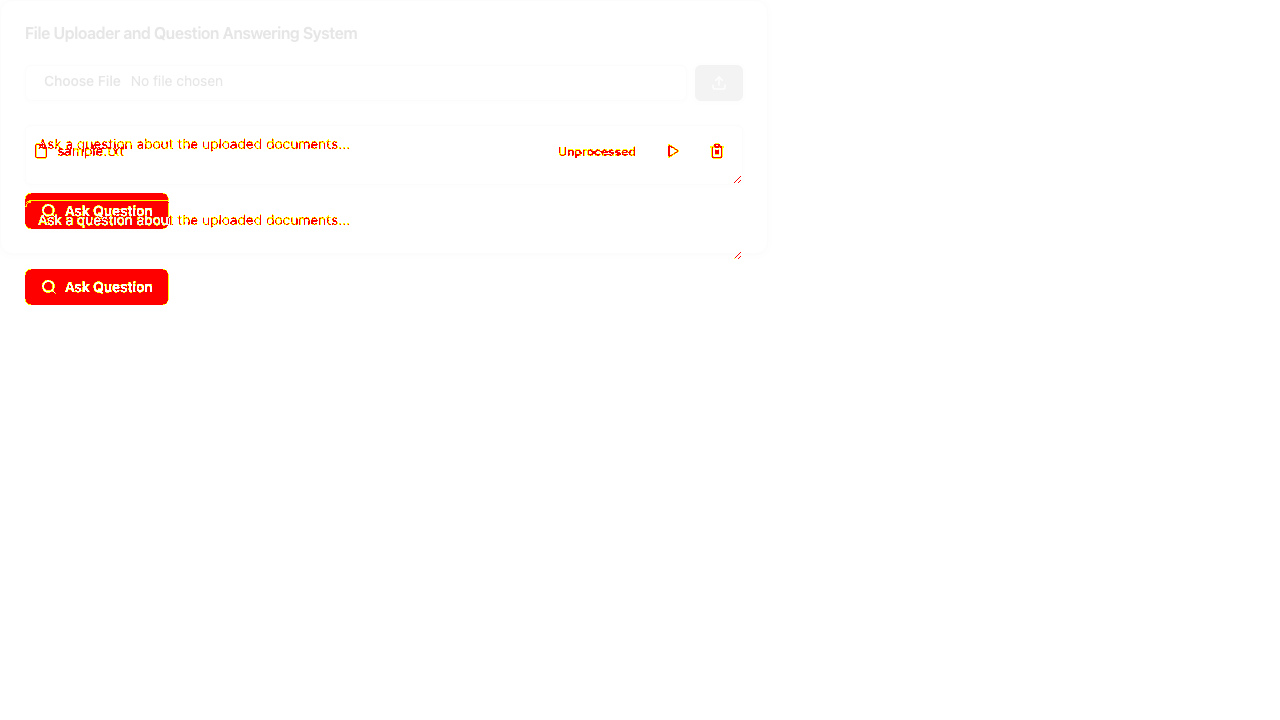 File Uploader and Question Answering System
Choose File No file chosen
Ask a question about the uploaded documents...
sample.txt Unprocessed
Ask Question
Ask a question about the uploaded documents...
Ask Question